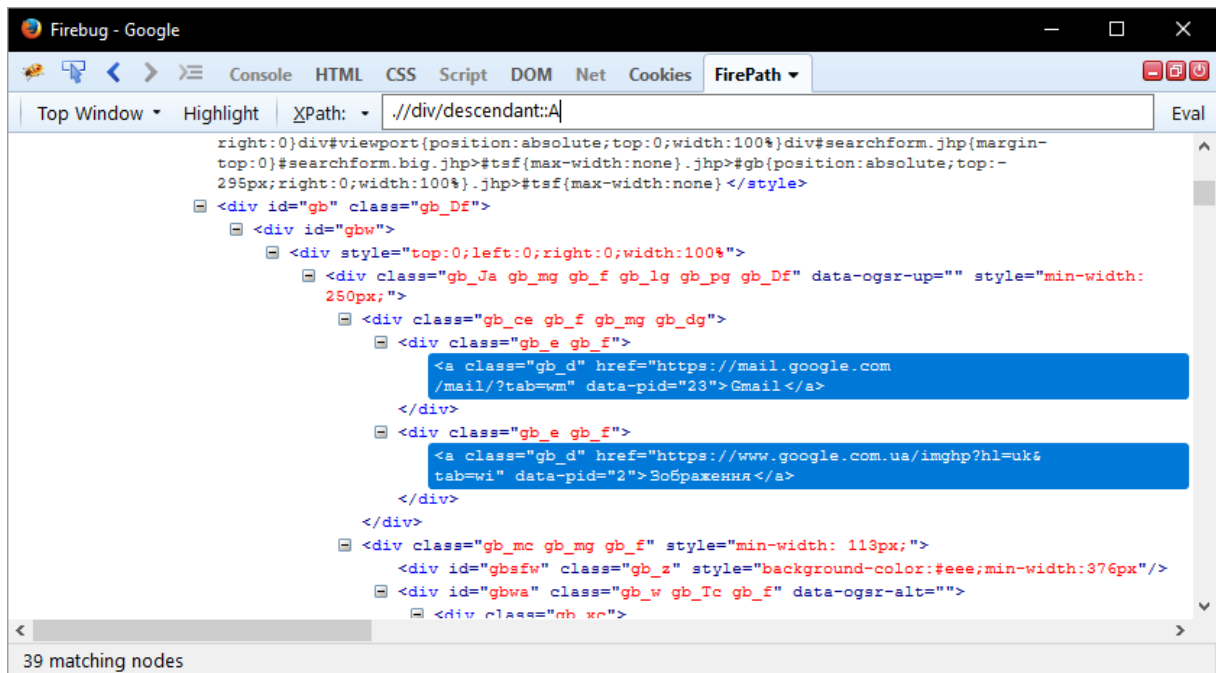 Firebug - Google
Console HTML CSS Script DOM Net Cookies FirePath
Top Window Highlight XPath: .//div/descendant::A Eval
right:0}div#viewport{position:absolute;top:0;width:100%}div#searchform.jhp{margin-
top:0}#searchform.big.jhp>#tsf{max-width:none}.jhp>#gb{position:absolute;top:-
295px;right:0;width:100%}.jhp>#tsf{max-width:none}</style>
<div id="gb" class="gb_Df">
<div id="gbw">
<div style="top:0;left:0;right:0;width:100%">
<div class="gb_Ja gb_mg gb_f gb_lg gb_pg gb_Df" data-ogsr-up="" style="min-width:
250px;">
<div class="gb_ce gb_f gb_mg gb_dg">
<div class="gb_e gb_f">
<a class="gb_d" href="https://mail.google.com
/mail/?tab=wm" data-pid="23">Gmail</a>
</div>
<div class="gb_e gb_f">
<a class="gb_d" href="https://www.google.com.ua/imghp?hl=uk&
tab=wi" data-pid="2">Зображення</a>
</div>
</div>
<div class="gb_mc gb_mg gb_f" style="min-width: 113px;">
<div id="gbsfw" class="gb_z" style="background-color:#eee;min-width:376px"/>
<div id="gbwa" class="gb_w gb_Tc gb_f" data-ogsr-alt="">
<div class="gb_xc">
39 matching nodes